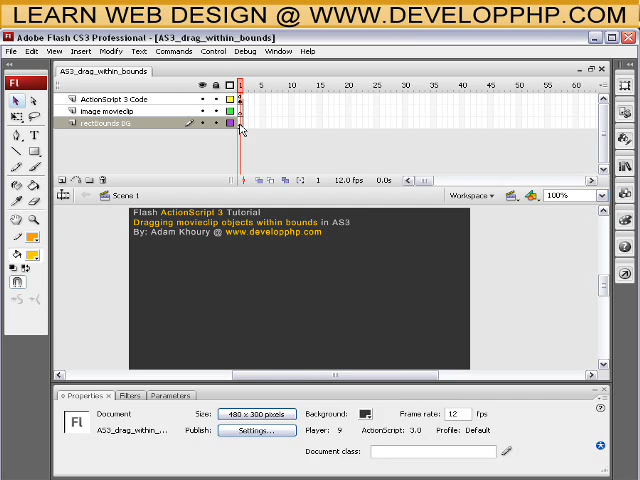 LEARN WEB DESIGN @ WWW.DEVELOPPHP.COM
Adobe Flash CS3 Professional - [AS3_drag_within_bounds]
File Edit View Insert Modify Text Commands Control Debug Window Help
Fl
AS3_drag_within_bounds
1 5 10 15 20 25 30 35 40 45 50 55 60
ActionScript 3 Code
image movieclip
rectBounds BG
1 12.0 fps 0.0s
Scene 1
Workspace
100%
Flash ActionScript 3 Tutorial
Dragging movieclip objects within bounds in AS3
By: Adam Khoury @ www.developphp.com
Properties × Filters Parameters
Fl
Document Size: 480 x 300 pixels Background: Frame rate: 12 fps
AS3_drag_within_... Publish: Settings... Player: 9 ActionScript: 3.0 Profile: Default
Document class: